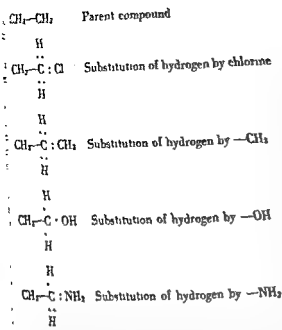 CH₃—CH₃ Parent compound
H
CH₃—C : Cl Substitution of hydrogen by chlorine
H
H
CH₃—C : CH₃ Substitution of hydrogen by —CH₃
H
H
CH₃—C · OH Substitution of hydrogen by —OH
H
H
CH₃—C : NH₂ Substitution of hydrogen by —NH₂
H